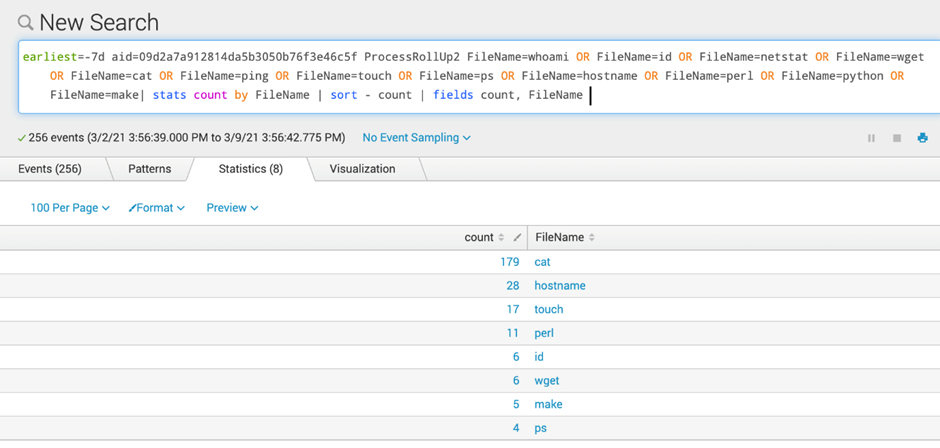 New Search
earliest=-7d aid=09d2a7a912814da5b3050b76f3e46c5f ProcessRollUp2 FileName=whoami OR FileName=id OR FileName=netstat OR FileName=wget
OR FileName=cat OR FileName=ping OR FileName=touch OR FileName=ps OR FileName=hostname OR FileName=perl OR FileName=python OR
FileName=make| stats count by FileName | sort - count | fields count, FileName
256 events (3/2/21 3:56:39.000 PM to 3/9/21 3:56:42.775 PM) No Event Sampling
Events (256) Patterns Statistics (8) Visualization
100 Per Page Format Preview
count FileName
179 cat
28 hostname
17 touch
11 perl
6 id
6 wget
5 make
4 ps